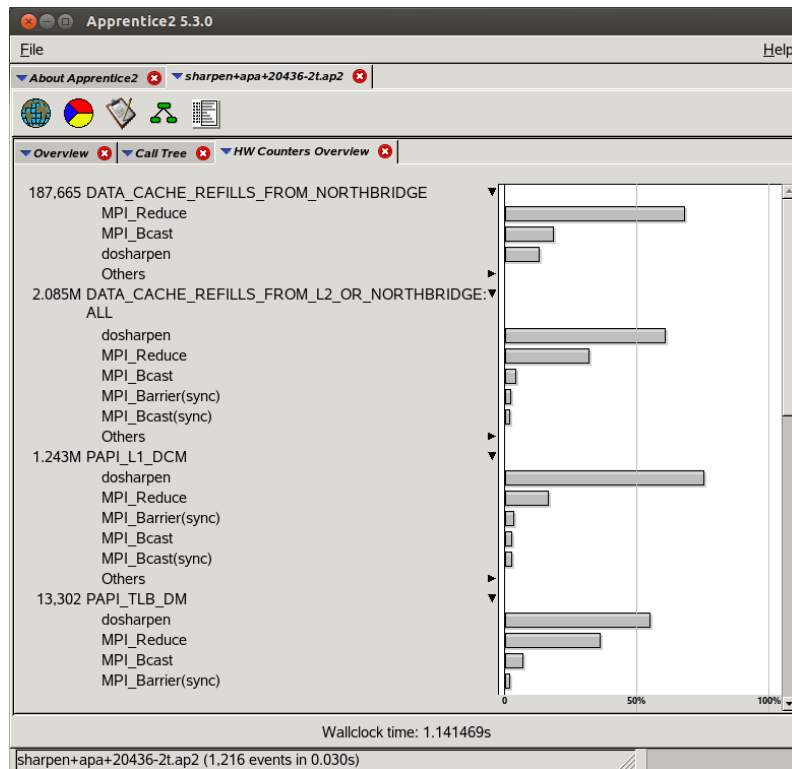 Apprentice2 5.3.0
File Help
About Apprentice2 sharpen+apa+20436-2t.ap2
Overview Call Tree HW Counters Overview
187,665 DATA_CACHE_REFILLS_FROM_NORTHBRIDGE
MPI_Reduce
MPI_Bcast
dosharpen
Others
2.085M DATA_CACHE_REFILLS_FROM_L2_OR_NORTHBRIDGE:
ALL
dosharpen
MPI_Reduce
MPI_Bcast
MPI_Barrier(sync)
MPI_Bcast(sync)
Others
1.243M PAPI_L1_DCM
dosharpen
MPI_Reduce
MPI_Barrier(sync)
MPI_Bcast
MPI_Bcast(sync)
Others
13,302 PAPI_TLB_DM
dosharpen
MPI_Reduce
MPI_Bcast
MPI_Barrier(sync)
0 50% 100%
Wallclock time: 1.141469s
sharpen+apa+20436-2t.ap2 (1,216 events in 0.030s)